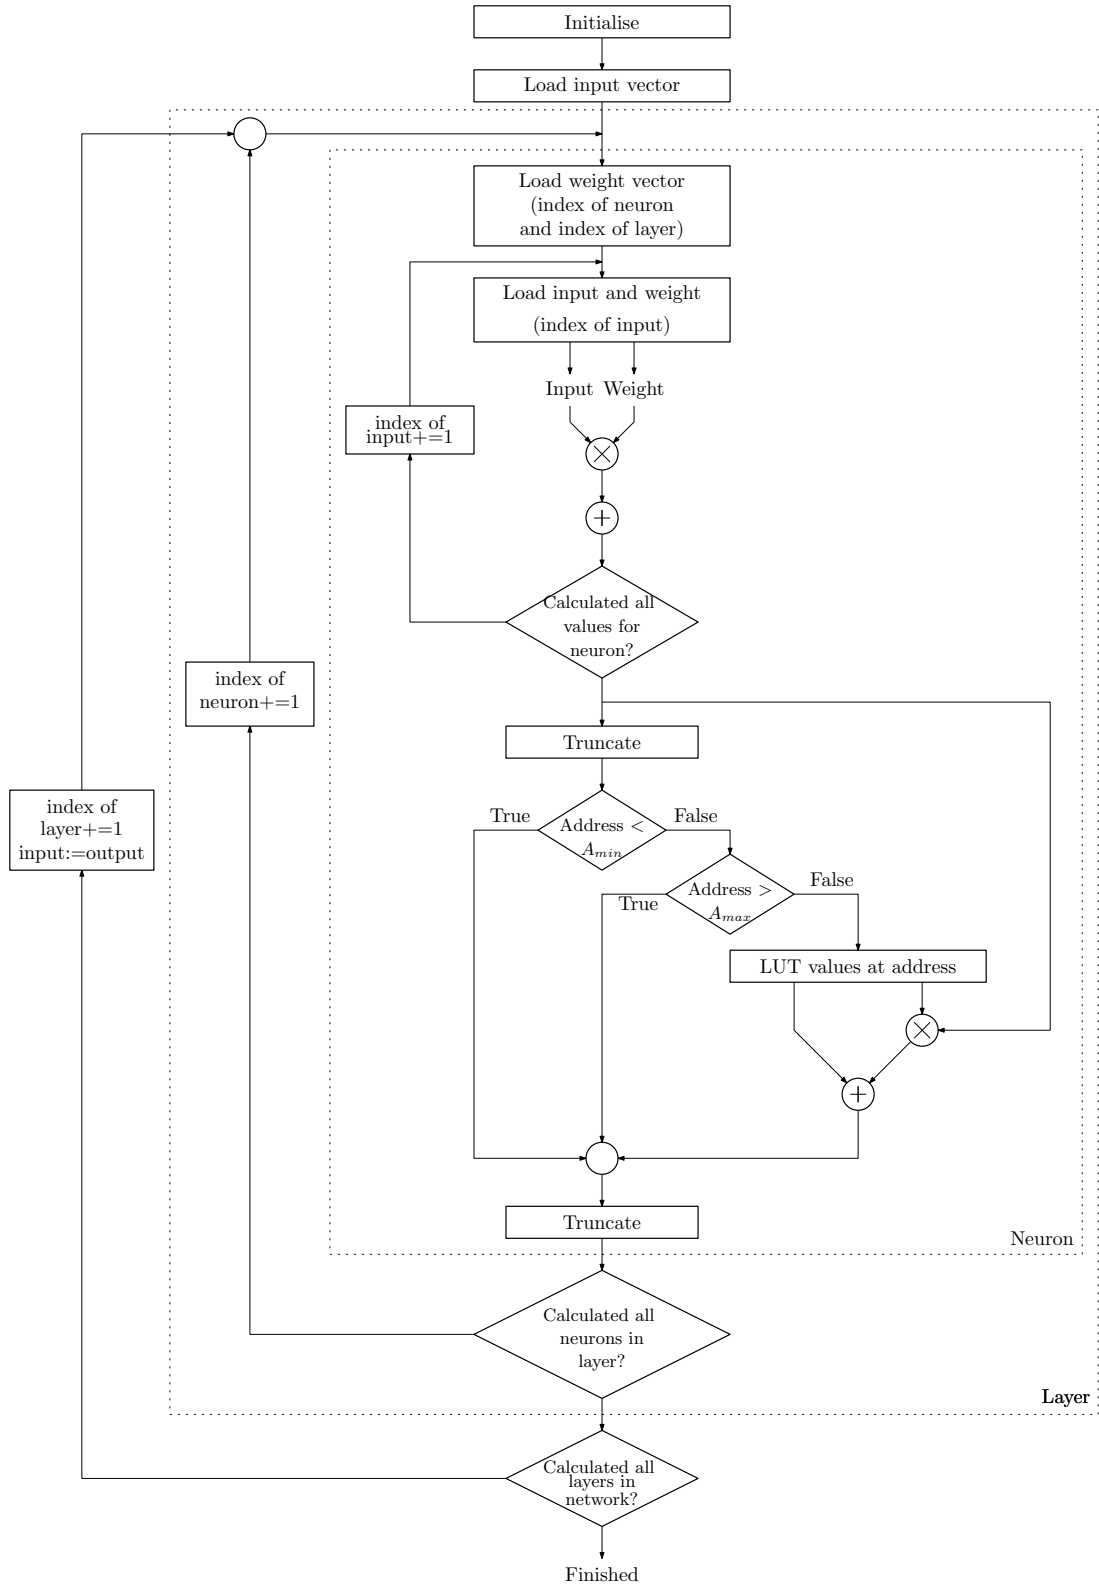 Initialise
Load input vector
Load weight vector
(index of neuron
and index of layer)
Load input and weight
(index of input)
Input Weight
index of
input+=1
×
+
Calculated all
values for
neuron?
index of
neuron+=1
Truncate
index of
layer+=1
input:=output
True
False
Address <
A_min
False
True
Address >
A_max
LUT values at address
×
+
Truncate
Neuron
Calculated all
neurons in
layer?
Layer
Calculated all
layers in
network?
Finished